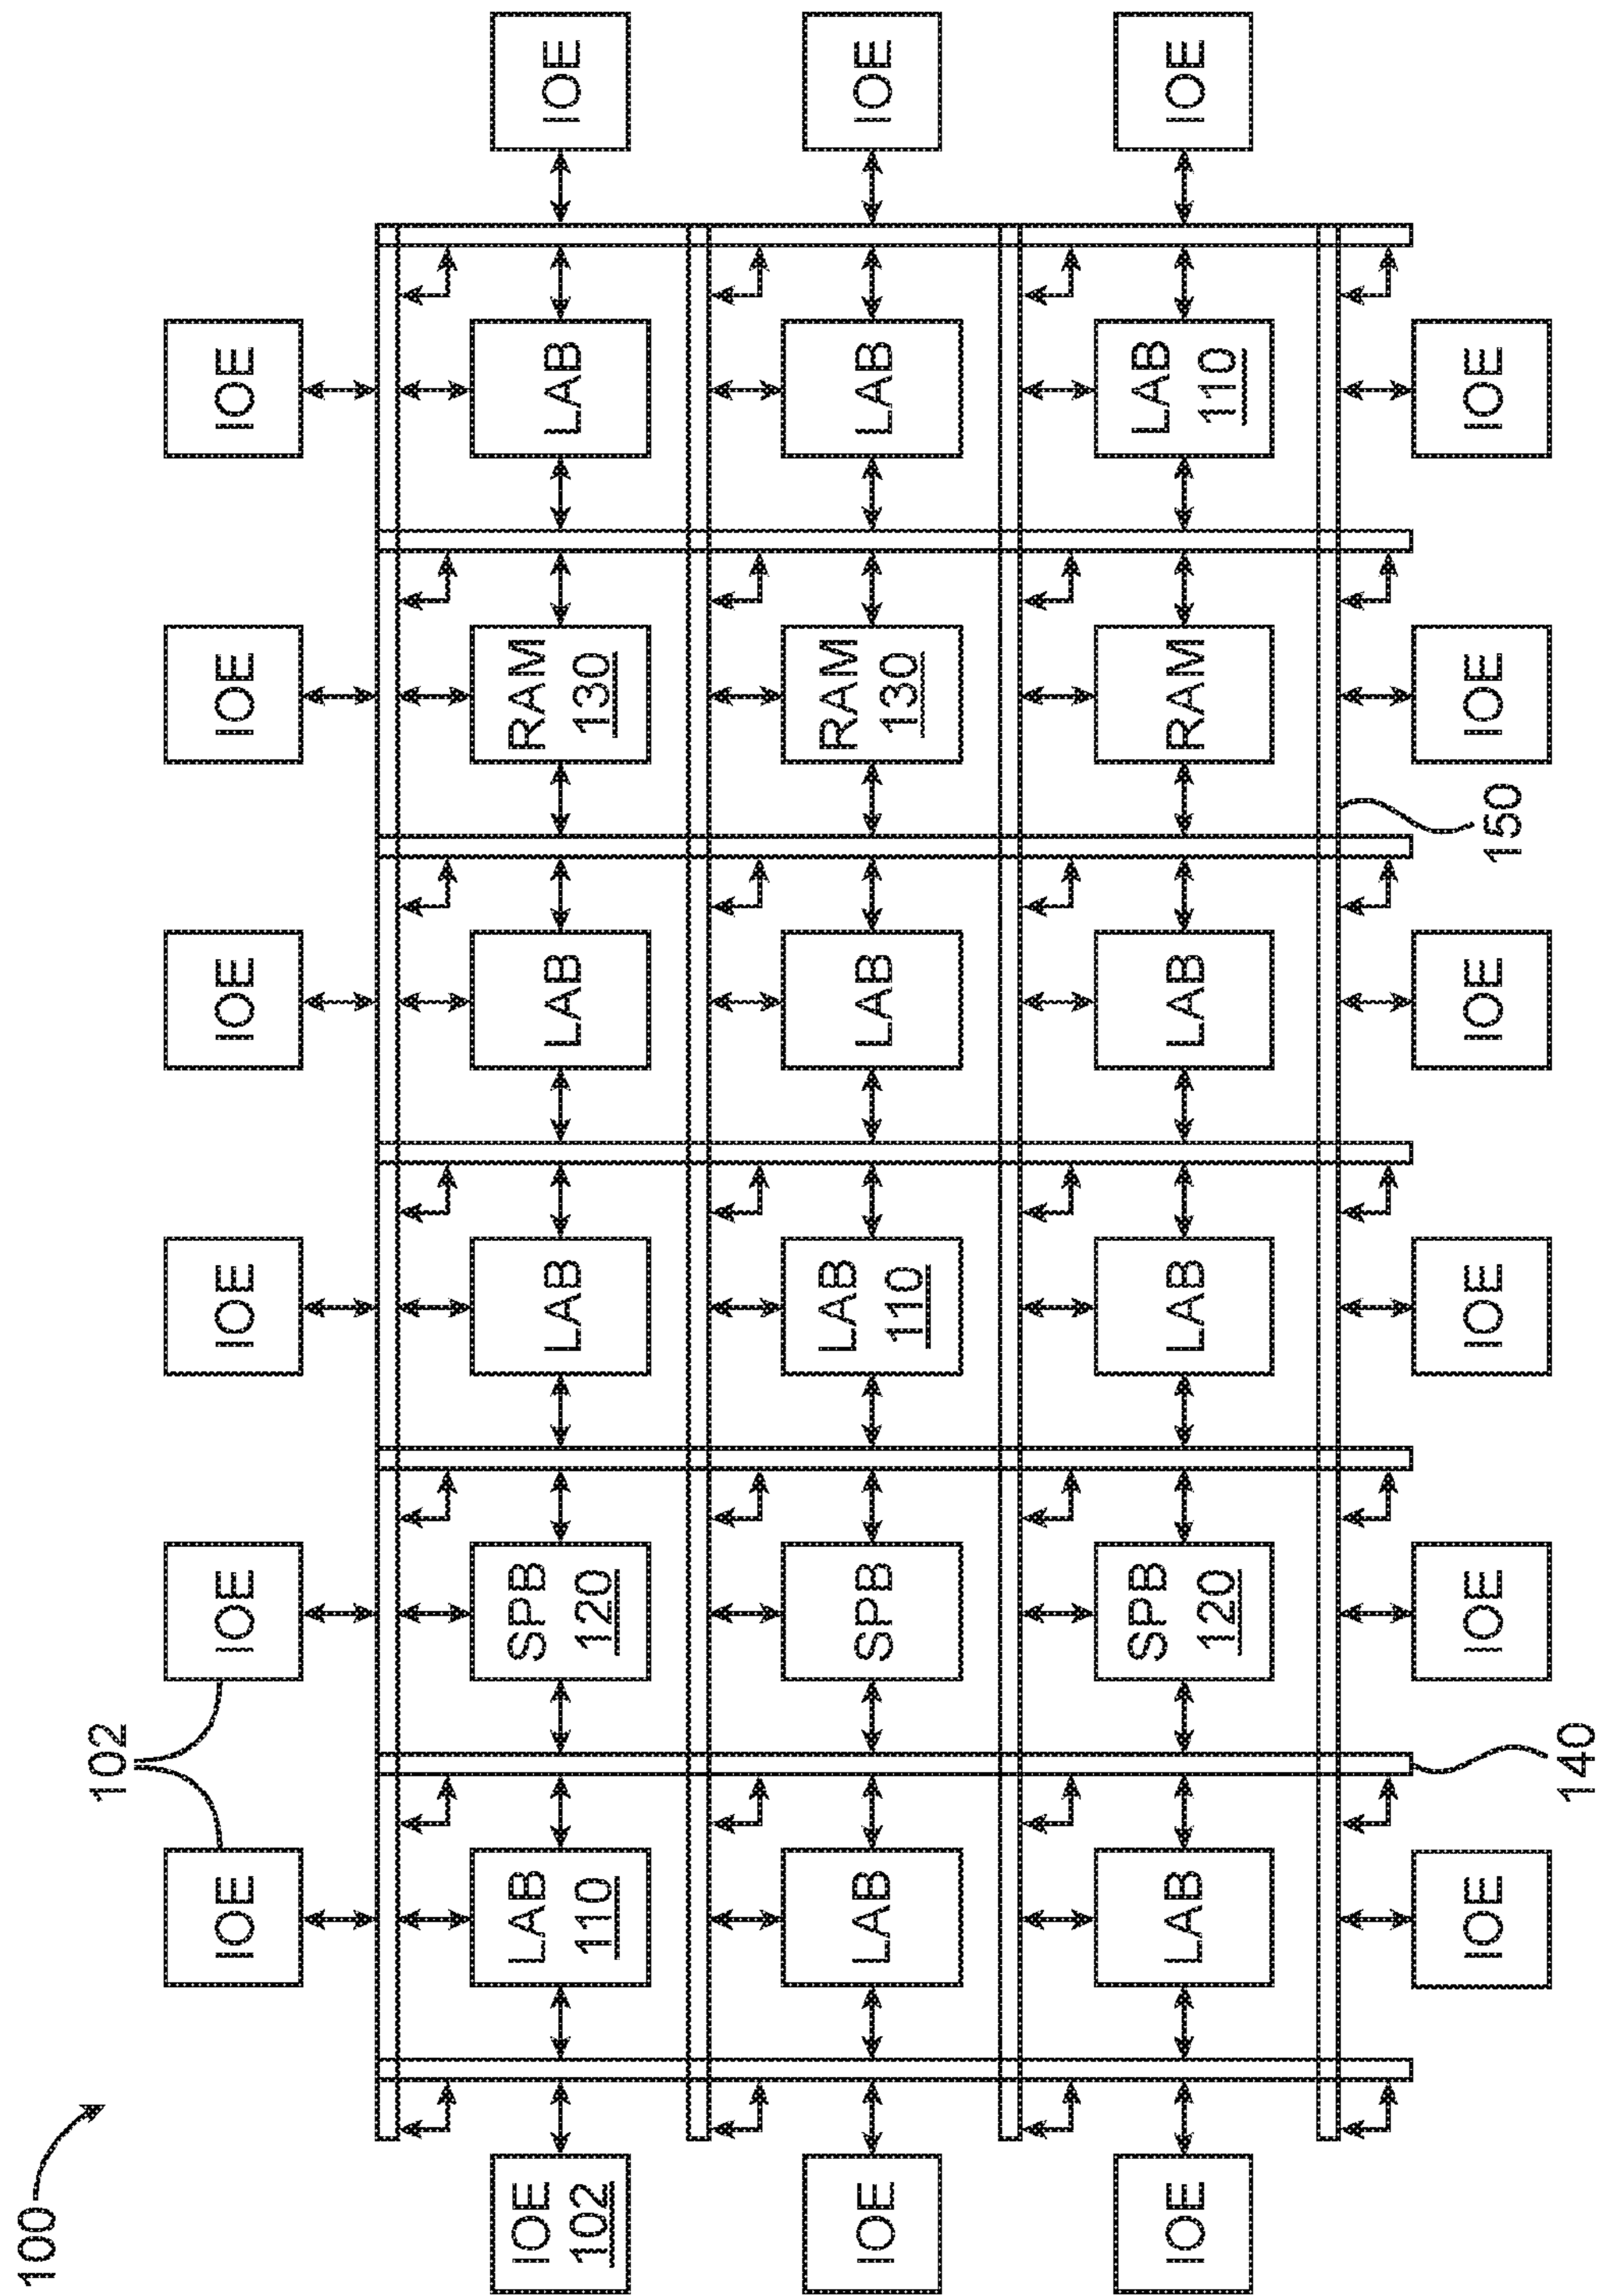 100
102
IOE IOE IOE IOE IOE IOE
IOE LAB SPB LAB LAB RAM LAB IOE
102 110 120 130
IOE LAB SPB LAB LAB RAM LAB IOE
110 130
IOE LAB SPB LAB LAB RAM LAB IOE
120 110
IOE IOE IOE IOE IOE IOE
150
140